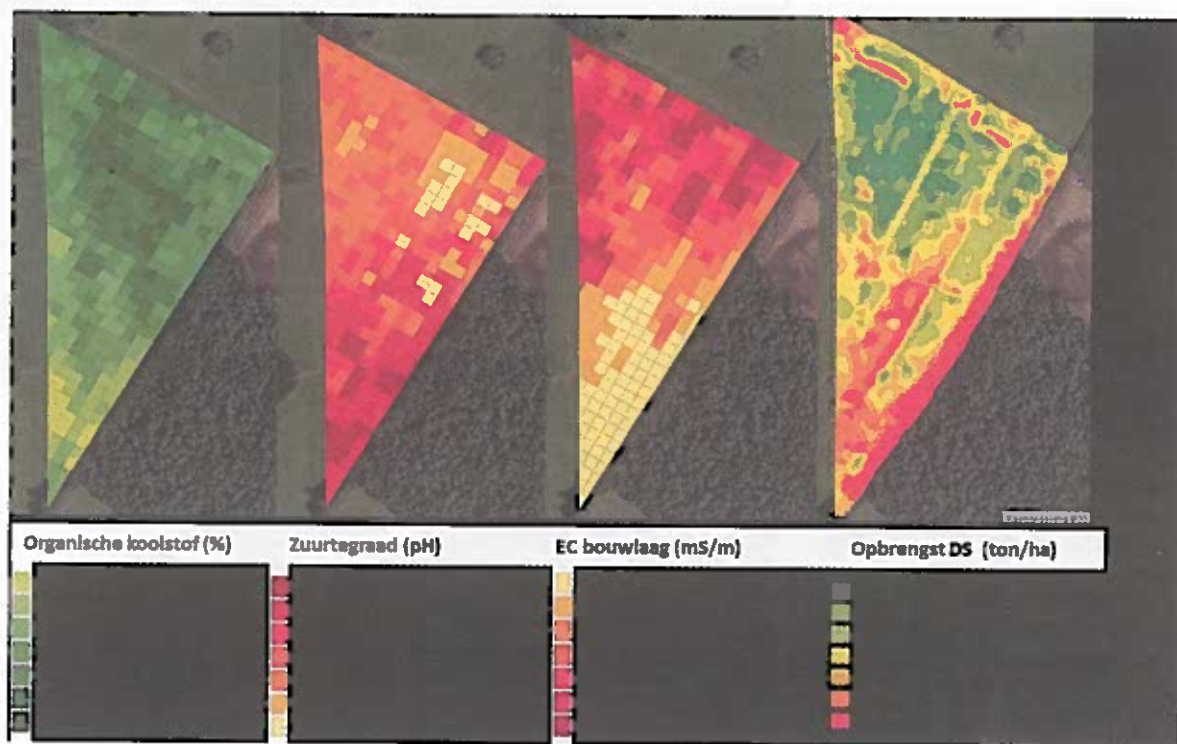 Organische koolstof (%)
Zuurtegraad (pH)
EC bouwlaag (mS/m)
Opbrengst DS (ton/ha)